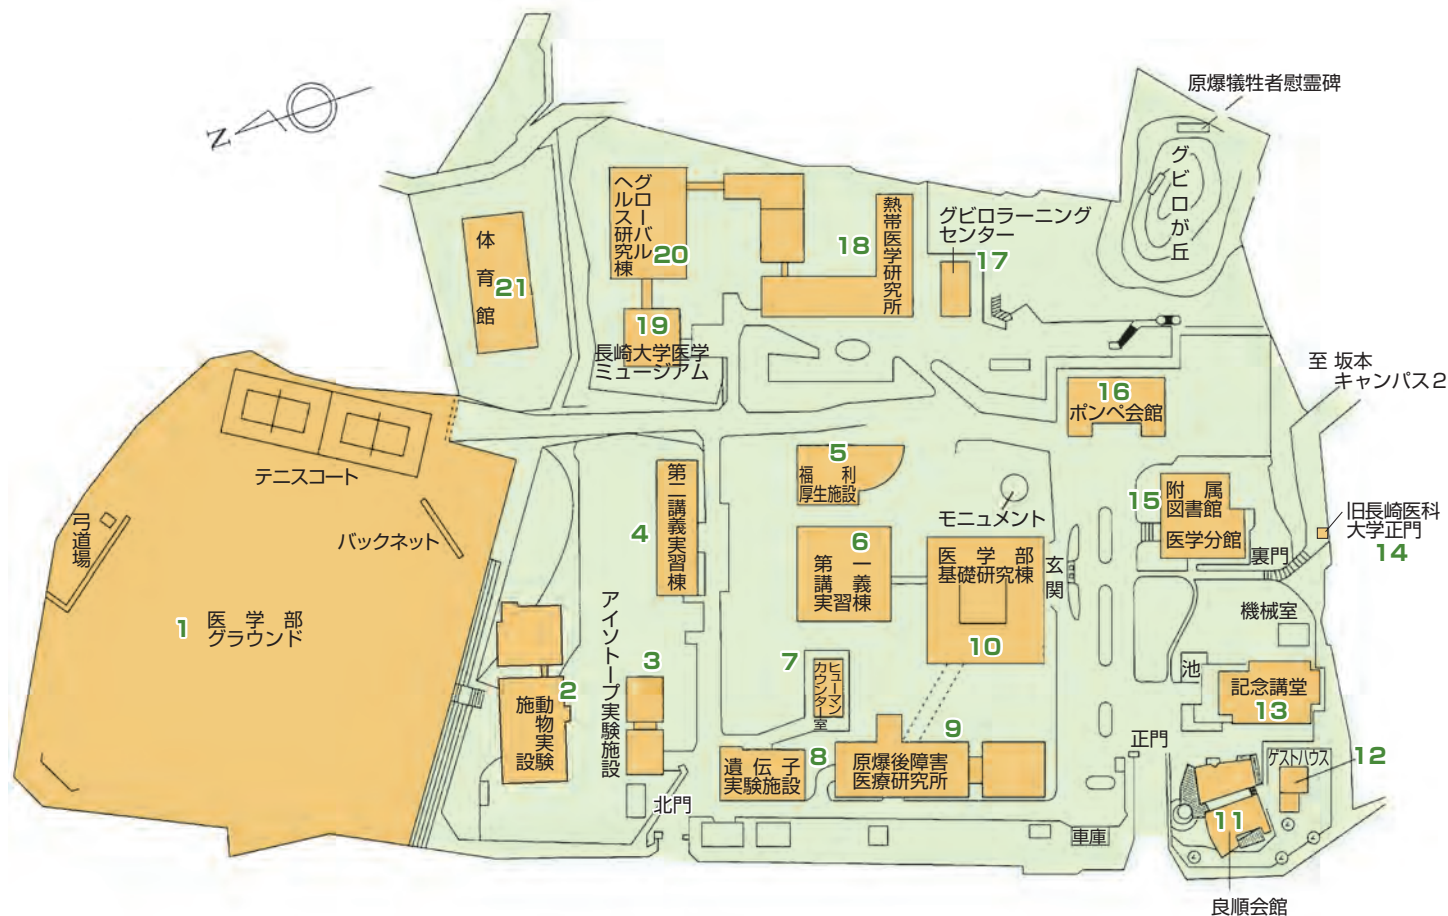 原爆犠牲者慰霊碑
グビロが丘
N
グローバル
ヘルス研究棟
20
熱帯医学研究所
18
グビロラーニング
センター
17
体育館
21
19
長崎大学医学
ミュージアム
至 坂本
キャンパス2
16
ポンペ会館
テニスコート
バックネット
弓道場
1
医学部
グラウンド
第二講義実習棟
4
5
福利
厚生施設
モニュメント
6
第一
講義
実習棟
医学部
基礎研究棟
10
玄関
15
附属
図書館
医学分館
旧長崎医科
大学正門
14
裏門
機械室
アイソトープ実験施設
3
2
動物実験
施設
7
ヒューマン
カウンター室
池
記念講堂
13
8
遺伝子
実験施設
9
原爆後障害
医療研究所
正門
ゲストハウス
12
北門
車庫
11
良順会館